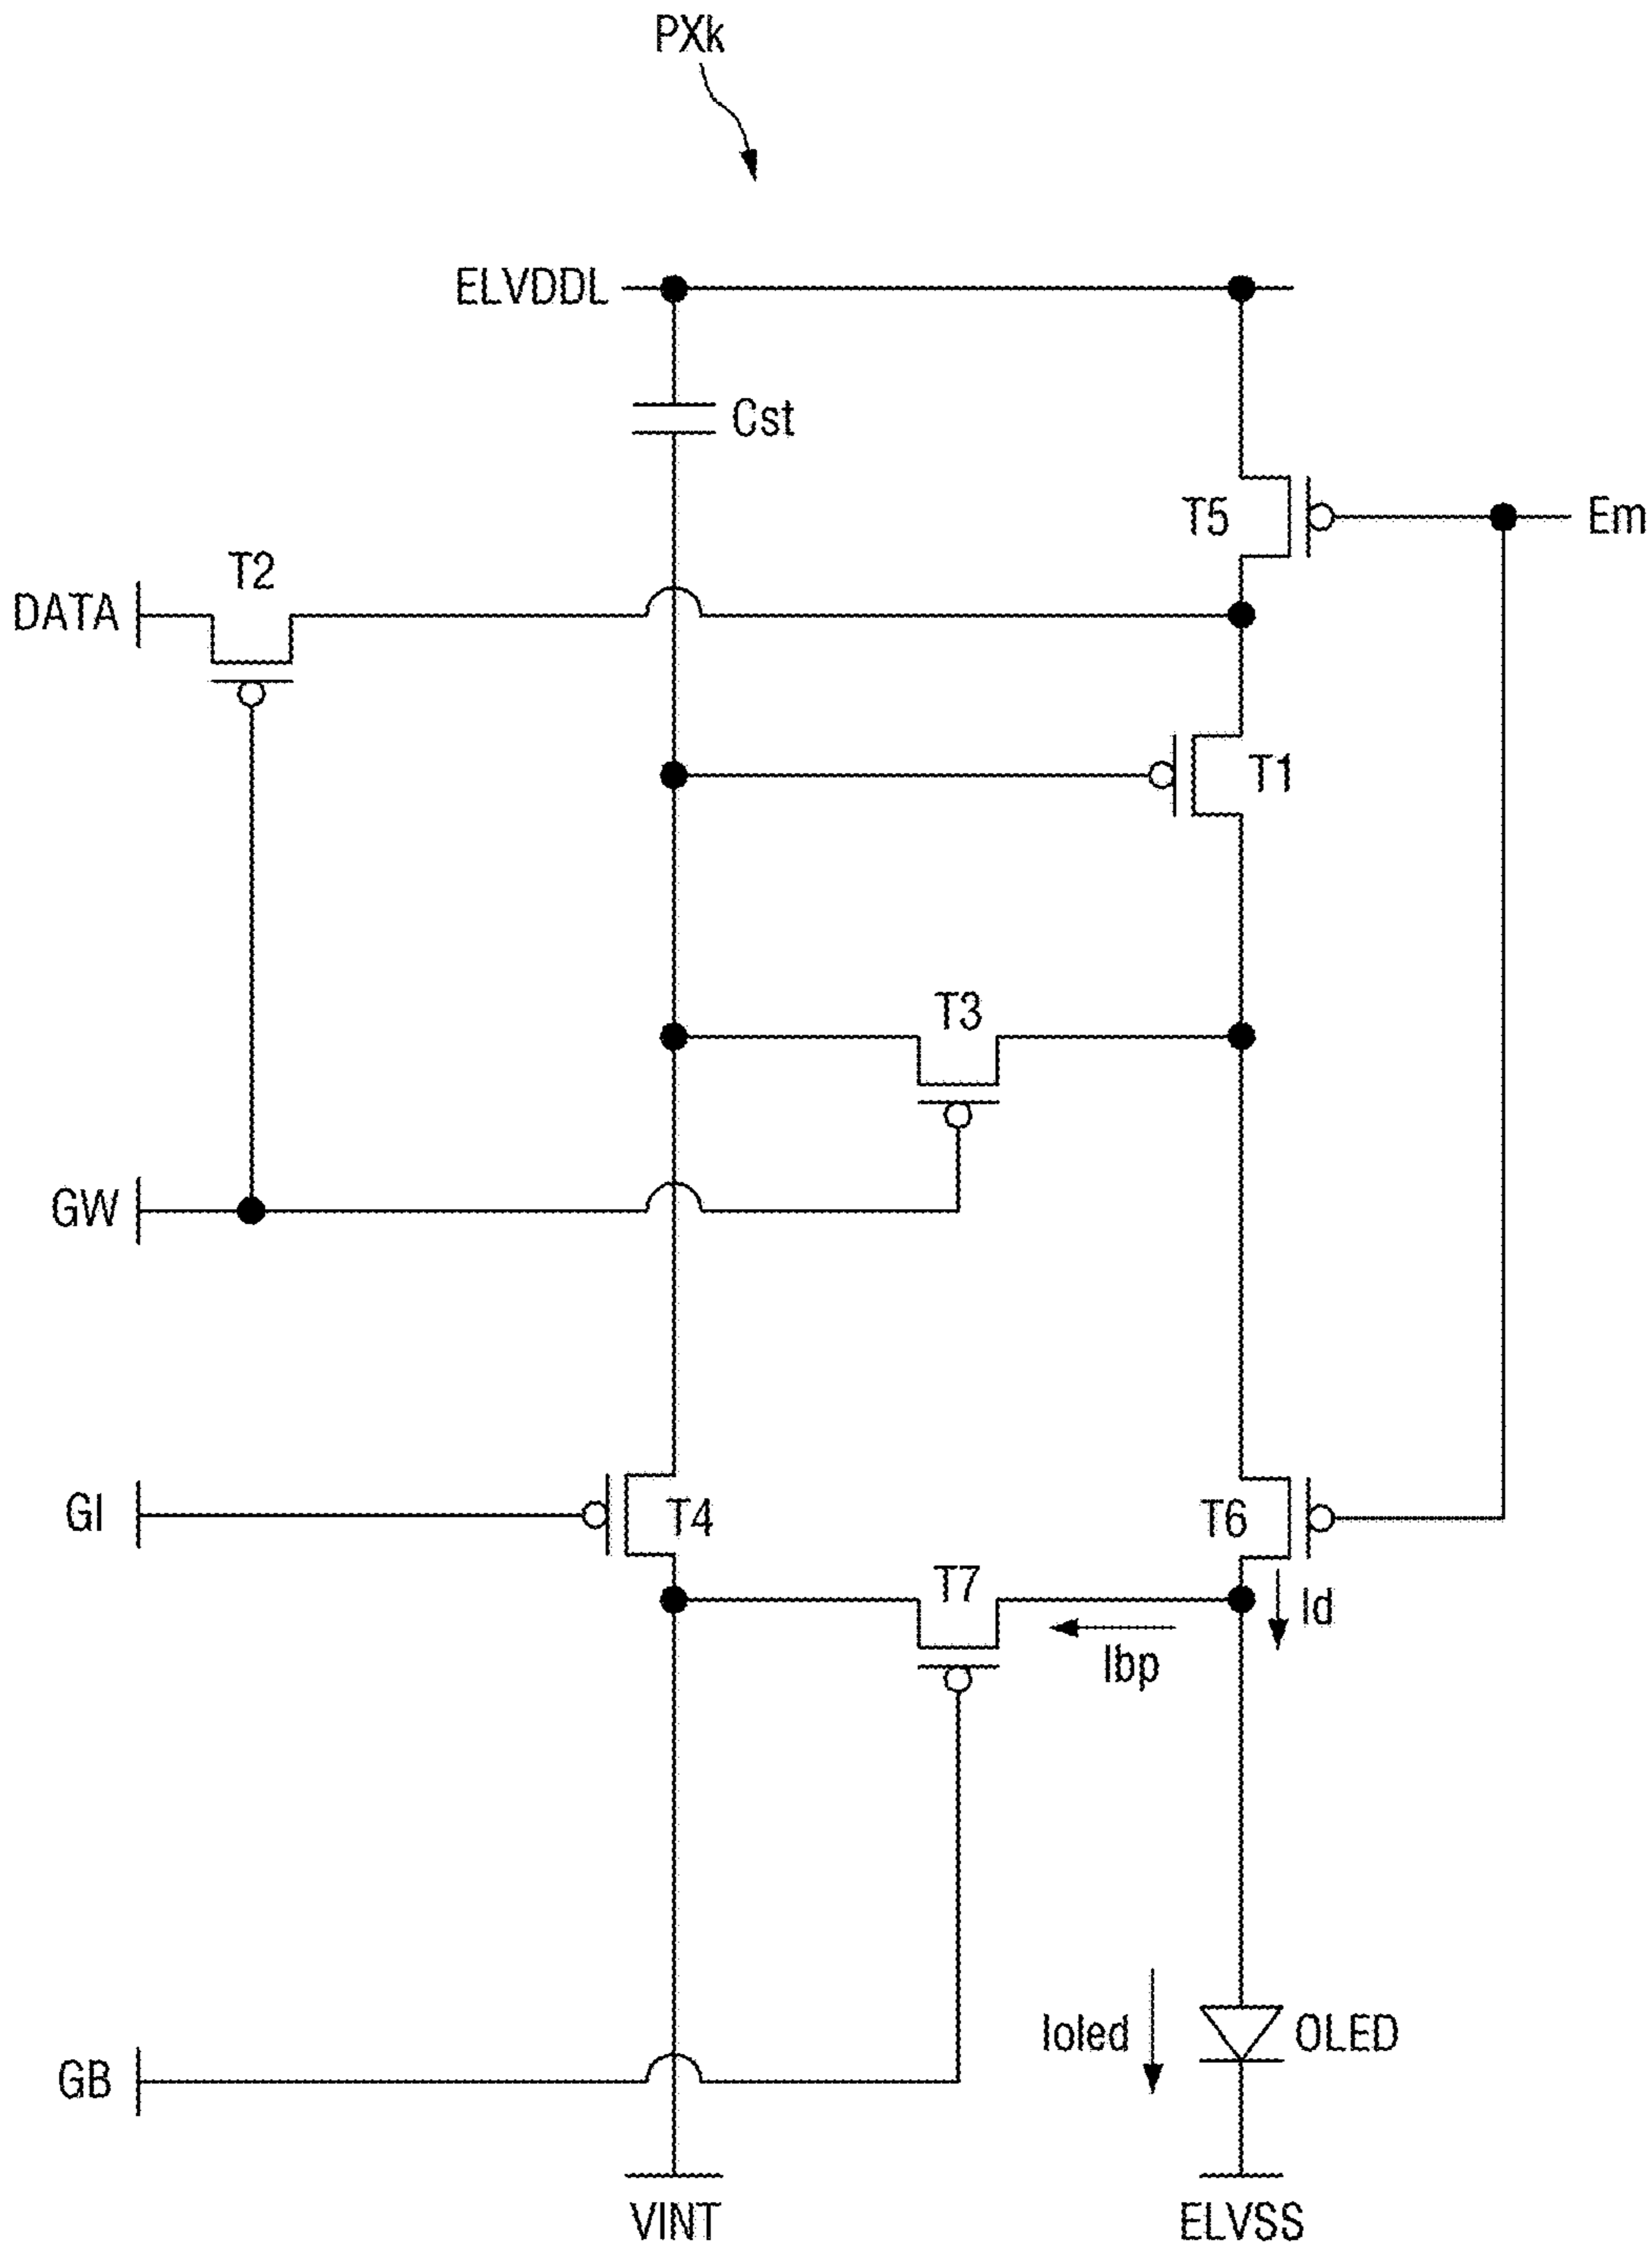 PXk
ELVDDL
Cst
T5
Em
T2
DATA
T1
T3
GW
GI
T4
T6
T7
Id
Ibp
Ioled
OLED
GB
VINT
ELVSS